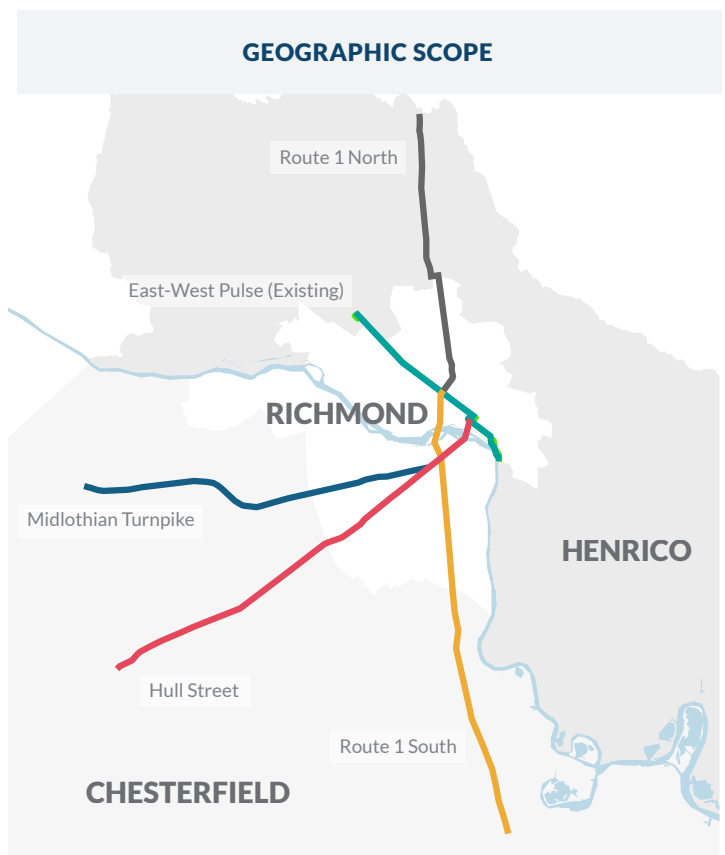 GEOGRAPHIC SCOPE
Route 1 North
East-West Pulse (Existing)
RICHMOND
Midlothian Turnpike
HENRICO
Hull Street
Route 1 South
CHESTERFIELD